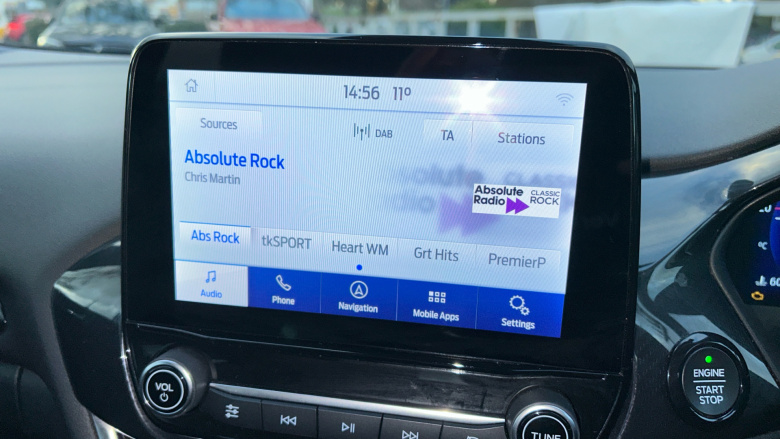 14:56 11°
Sources DAB TA Stations
Absolute Rock
Chris Martin
Absolute Radio CLASSIC ROCK
Abs Rock tkSPORT Heart WM Grt Hits PremierP
Audio Phone Navigation Mobile Apps Settings
VOL
TUNE
ENGINE
START
STOP
°C
60